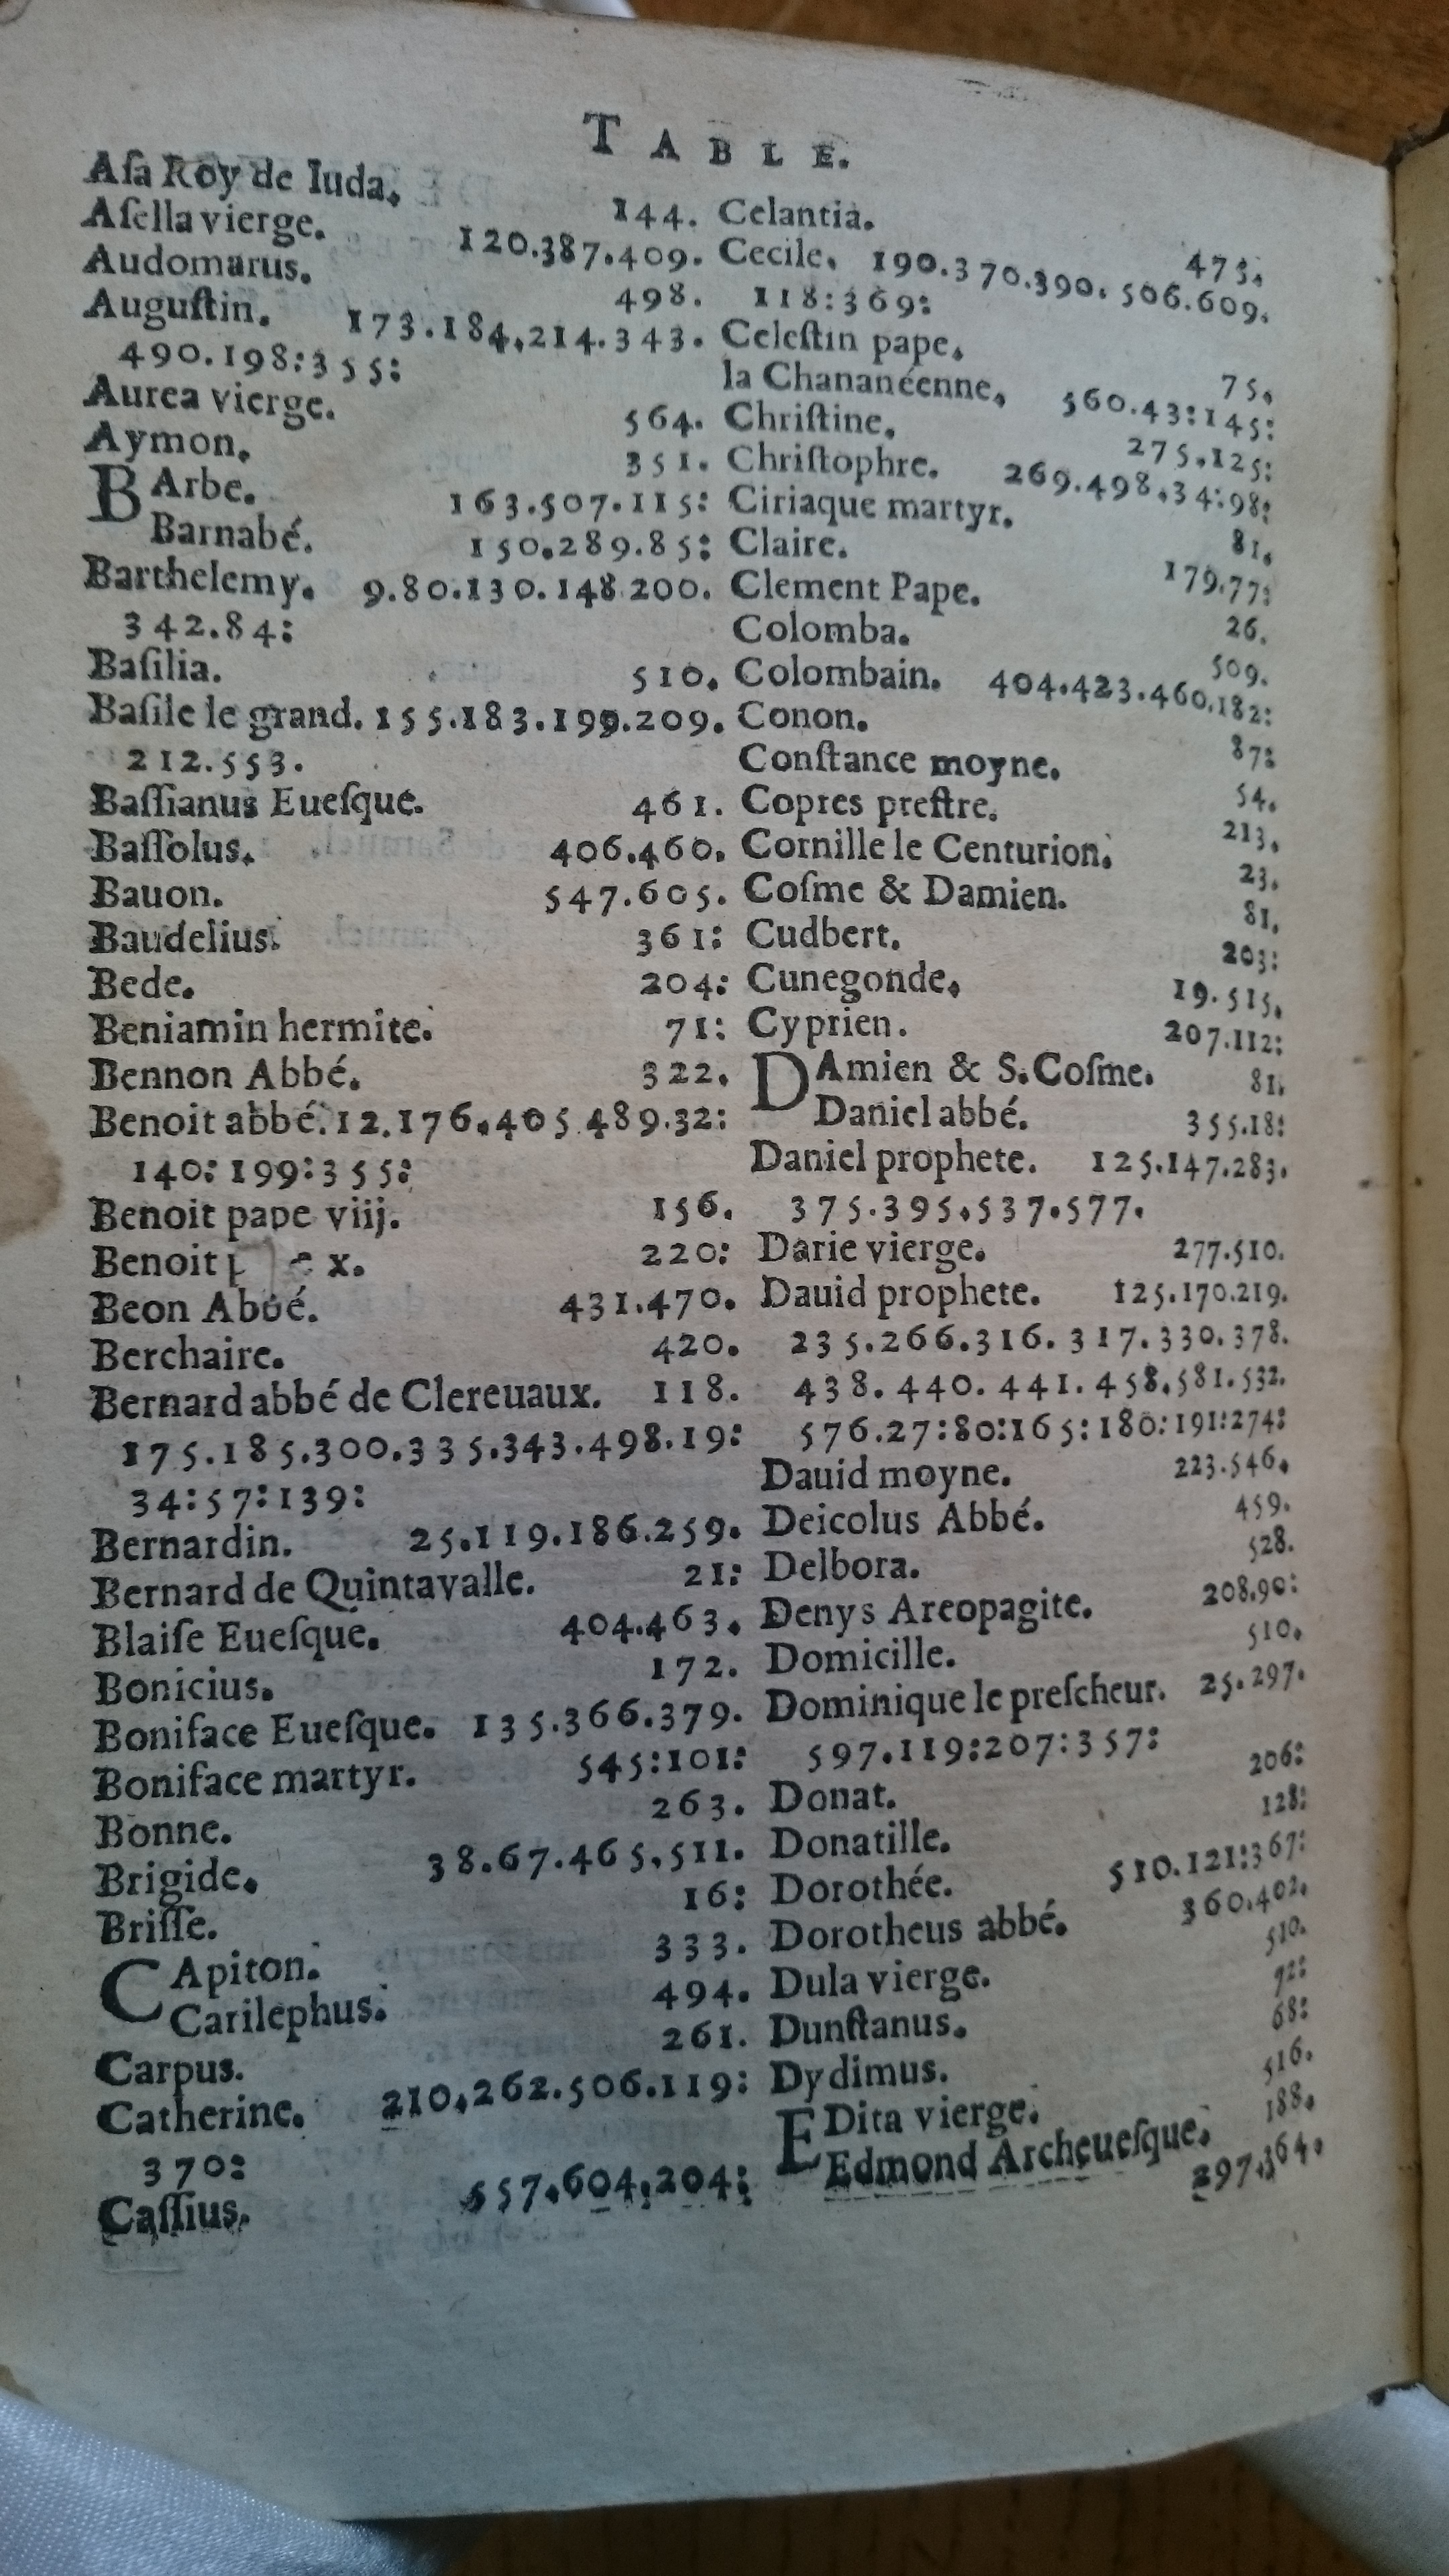 TABLE.
Aſa Roy de Iuda. 144.
Aſella vierge. 120.387.409.
Audomarus. 498.
Auguſtin. 173.184.214.343.
490.198:355:
Aurea vierge. 564.
Aymon. 351.
BArbe. 163.507.115:
Barnabé. 150.289.85:
Barthelemy. 9.80.130.148.200.
342.84:
Baſilia. 510.
Baſile le grand. 155.183.199.209.
212.553.
Baſſianus Eueſque. 461.
Baſſolus. 406.460.
Bauon. 547.605.
Baudelius. 361:
Bede. 204:
Beniamin hermite. 71:
Bennon Abbé. 322.
Benoit abbé. 12.176.405.489.32:
140:199:355:
Benoit pape viij. 156.
Benoit x. 220:
Beon Abbé. 431.470.
Berchaire. 420.
Bernard abbé de Clereuaux. 118.
175.185.300.335.343.498.19:
34:57:139:
Bernardin. 25.119.186.259.
Bernard de Quintavalle. 21:
Blaiſe Eueſque. 404.463.
Bonicius. 172.
Boniface Eueſque. 135.366.379.
Boniface martyr. 545:101:
Bonne. 263.
Brigide. 38.67.465.511.
Briſſe. 16:
CApiton. 333.
Carilephus. 494.
Carpus. 261.
Catherine. 210.262.506.119:
370:
Caſſius. 557.604.204:
Celantia. 473.
Cecile. 190.370.390.506.609.
118:369:
Celeſtin pape. 75.
la Chananéenne. 560.43:145:
Chriſtine. 275.125:
Chriſtophre. 269.498.34:98:
Ciriaque martyr. 81.
Claire. 179.77:
Clement Pape. 26.
Colomba. 509.
Colombain. 404.423.460.182:
Conon. 87:
Conſtance moyne. 54.
Copres preſtre. 213.
Cornille le Centurion. 23.
Coſme & Damien. 81.
Cudbert. 203:
Cunegonde. 19.515.
Cyprien. 207.112:
DAmien & S.Coſme. 81.
Daniel abbé. 355.18:
Daniel prophete. 125.147.283.
375.395.537.577.
Darie vierge. 277.510.
Dauid prophete. 125.170.219.
235.266.316.317.330.378.
438.440.441.458.581.532.
576.27:80:165:180:191:274:
Dauid moyne. 223.546.
Deicolus Abbé. 459.
Delbora. 528.
Denys Areopagite. 208.90:
Domicille. 510.
Dominique le preſcheur. 25.297.
597.119:207:357:
Donat. 206:
Donatille. 128:
Dorothée. 510.121:367:
Dorotheus abbé. 360.402.
Dula vierge. 510.
Dunſtanus. 92:
Dydimus. 68:
EDita vierge. 516.
Edmond Archeueſque. 188.
297.364.